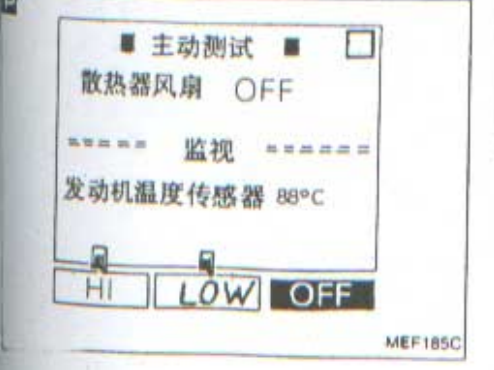 P
■ 主动测试 ■ □
散热器风扇 OFF
===== 监视 ======
发动机温度传感器 88°C
HI LOW OFF
MEF185C